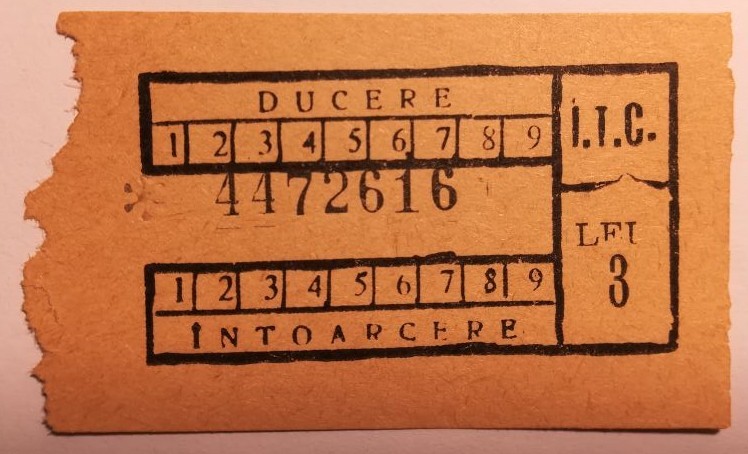 DUCERE
1 2 3 4 5 6 7 8 9
I.T.C.
4472616
LEI
3
1 2 3 4 5 6 7 8 9
ÎNTOARCERE